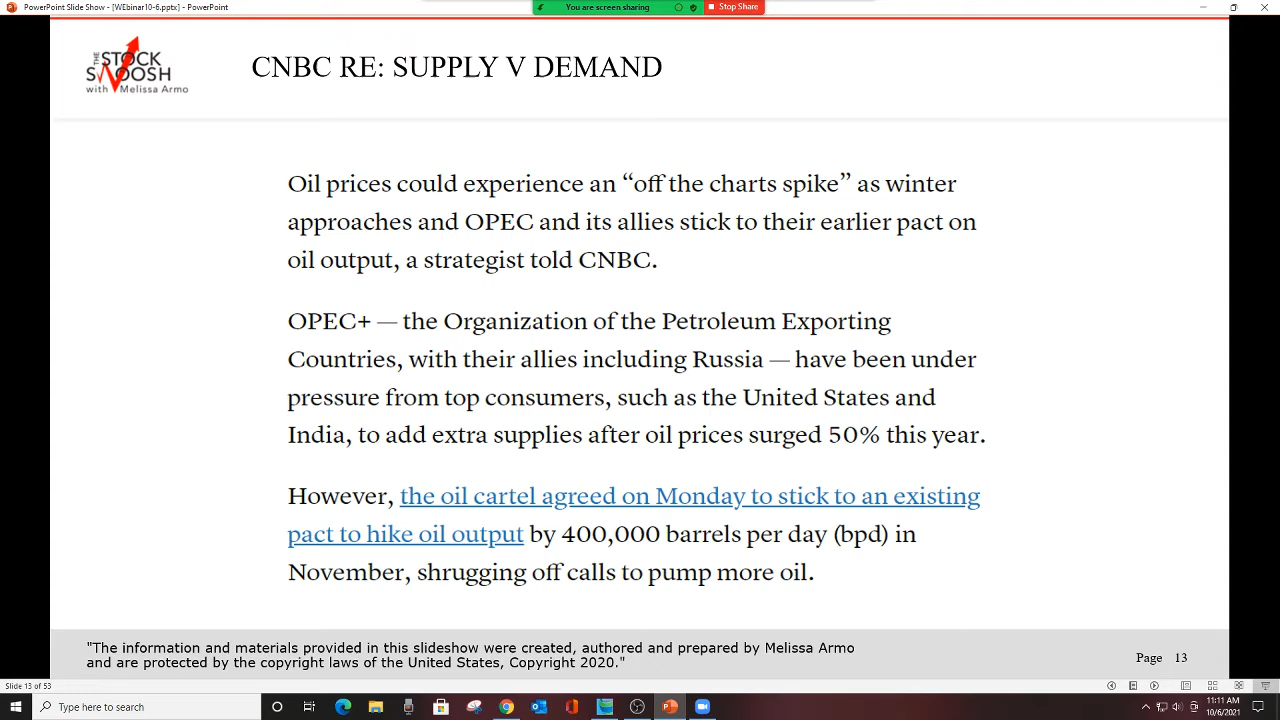 PowerPoint Slide Show - [WEbinar10-6.pptx] - PowerPoint
You are screen sharing
Stop Share
THE STOCK
SWOOSH
with Melissa Armo
CNBC RE: SUPPLY V DEMAND
Oil prices could experience an “off the charts spike” as winter
approaches and OPEC and its allies stick to their earlier pact on
oil output, a strategist told CNBC.
OPEC+ — the Organization of the Petroleum Exporting
Countries, with their allies including Russia — have been under
pressure from top consumers, such as the United States and
India, to add extra supplies after oil prices surged 50% this year.
However, the oil cartel agreed on Monday to stick to an existing
pact to hike oil output by 400,000 barrels per day (bpd) in
November, shrugging off calls to pump more oil.
"The information and materials provided in this slideshow were created, authored and prepared by Melissa Armo
and are protected by the copyright laws of the United States, Copyright 2020."
Page 13
Slide 13 of 53
Type here to search
11:11 AM
10/6/2021